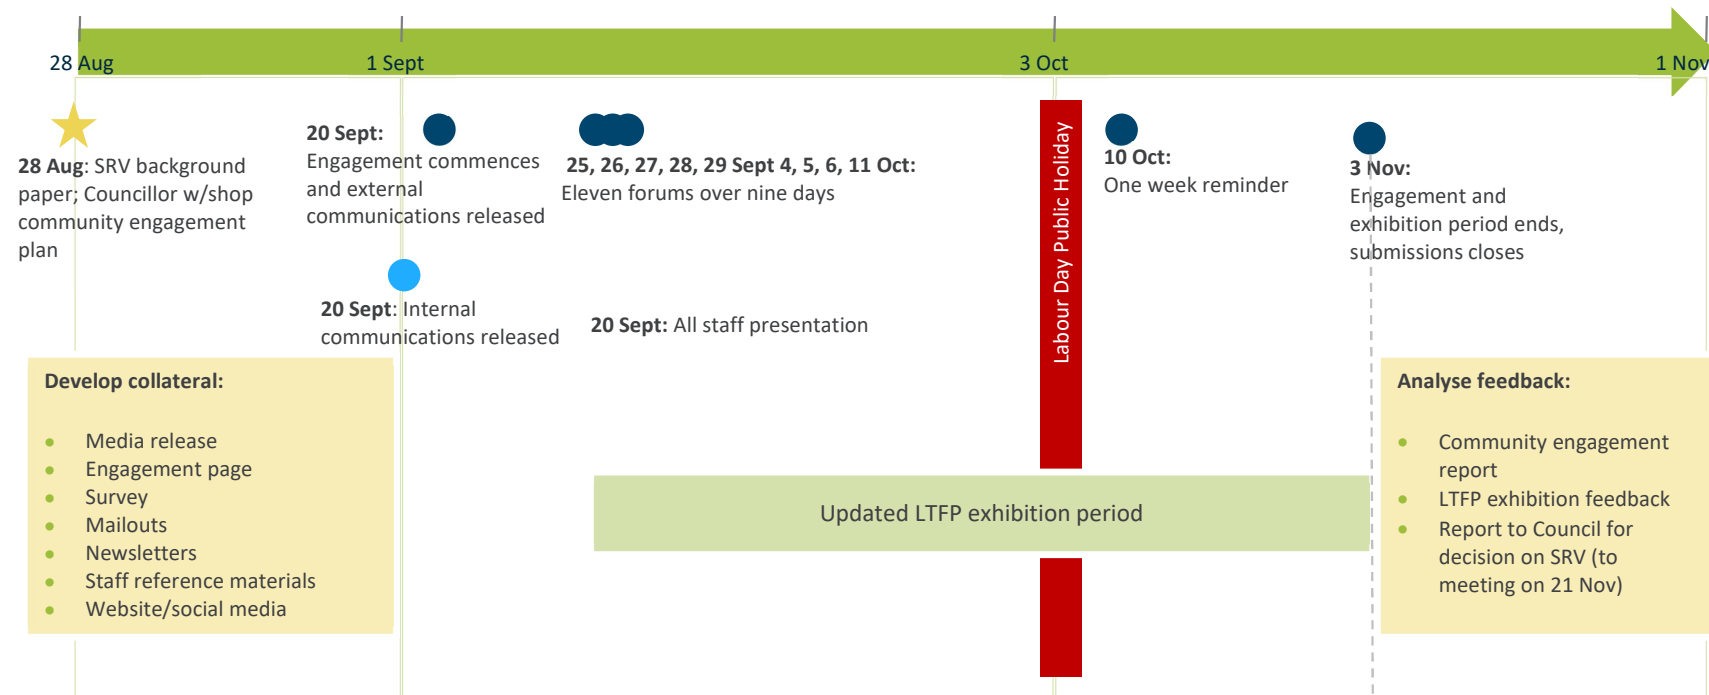 28 Aug
1 Sept
3 Oct
1 Nov
28 Aug: SRV background
paper; Councillor w/shop
community engagement
plan
20 Sept:
Engagement commences
and external
communications released
25, 26, 27, 28, 29 Sept 4, 5, 6, 11 Oct:
Eleven forums over nine days
Labour Day Public Holiday
10 Oct:
One week reminder
3 Nov:
Engagement and
exhibition period ends,
submissions closes
20 Sept: Internal
communications released
20 Sept: All staff presentation
Develop collateral:
• Media release
• Engagement page
• Survey
• Mailouts
• Newsletters
• Staff reference materials
• Website/social media
Updated LTFP exhibition period
Analyse feedback:
• Community engagement
report
• LTFP exhibition feedback
• Report to Council for
decision on SRV (to
meeting on 21 Nov)